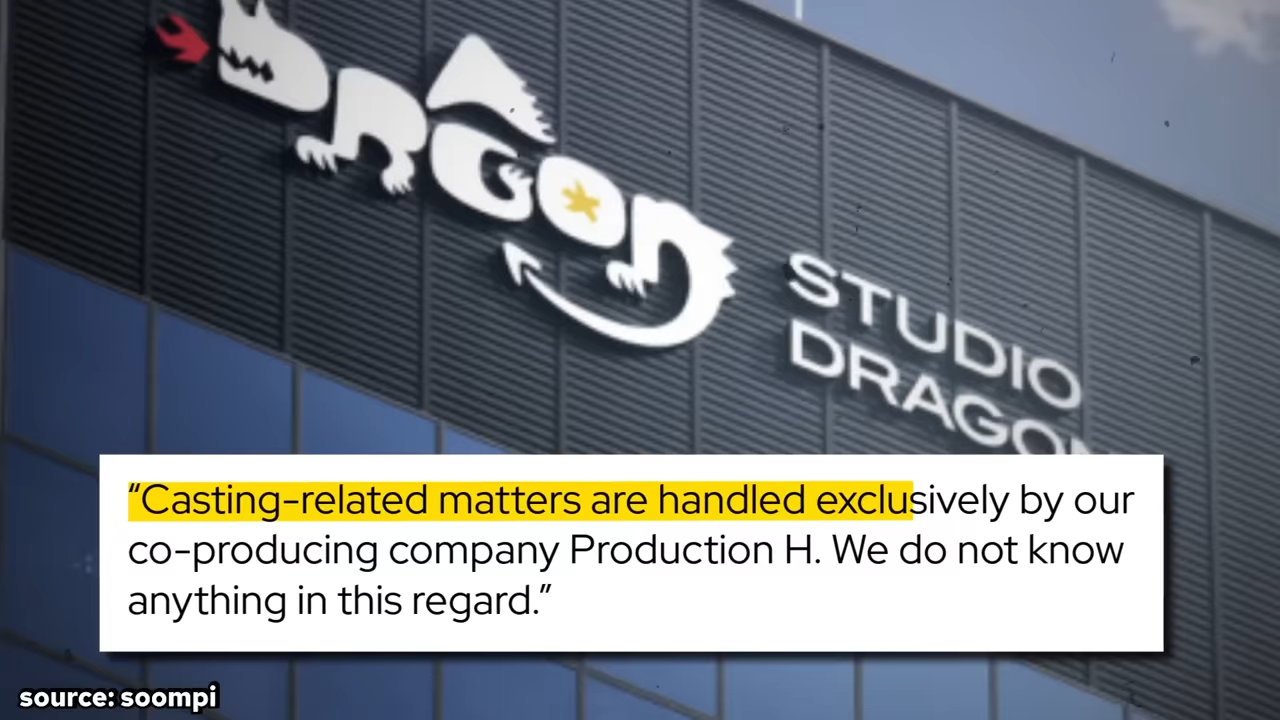 DRAGON
STUDIO
DRAGON
“Casting-related matters are handled exclusively by our
co-producing company Production H. We do not know
anything in this regard.”
source: soompi